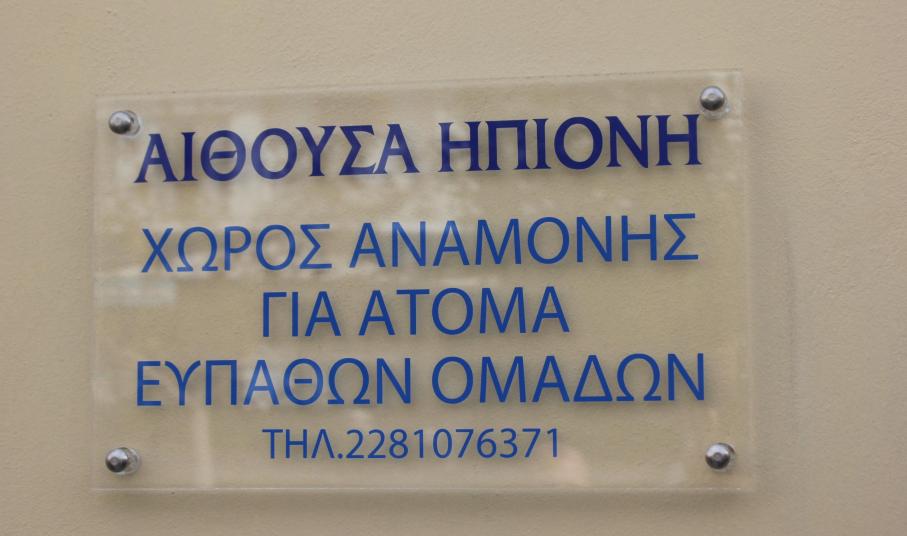 ΑΙΘΟΥΣΑ ΗΠΙΟΝΗ
ΧΩΡΟΣ ΑΝΑΜΟΝΗΣ
ΓΙΑ ΑΤΟΜΑ
ΕΥΠΑΘΩΝ ΟΜΑΔΩΝ
ΤΗΛ.2281076371